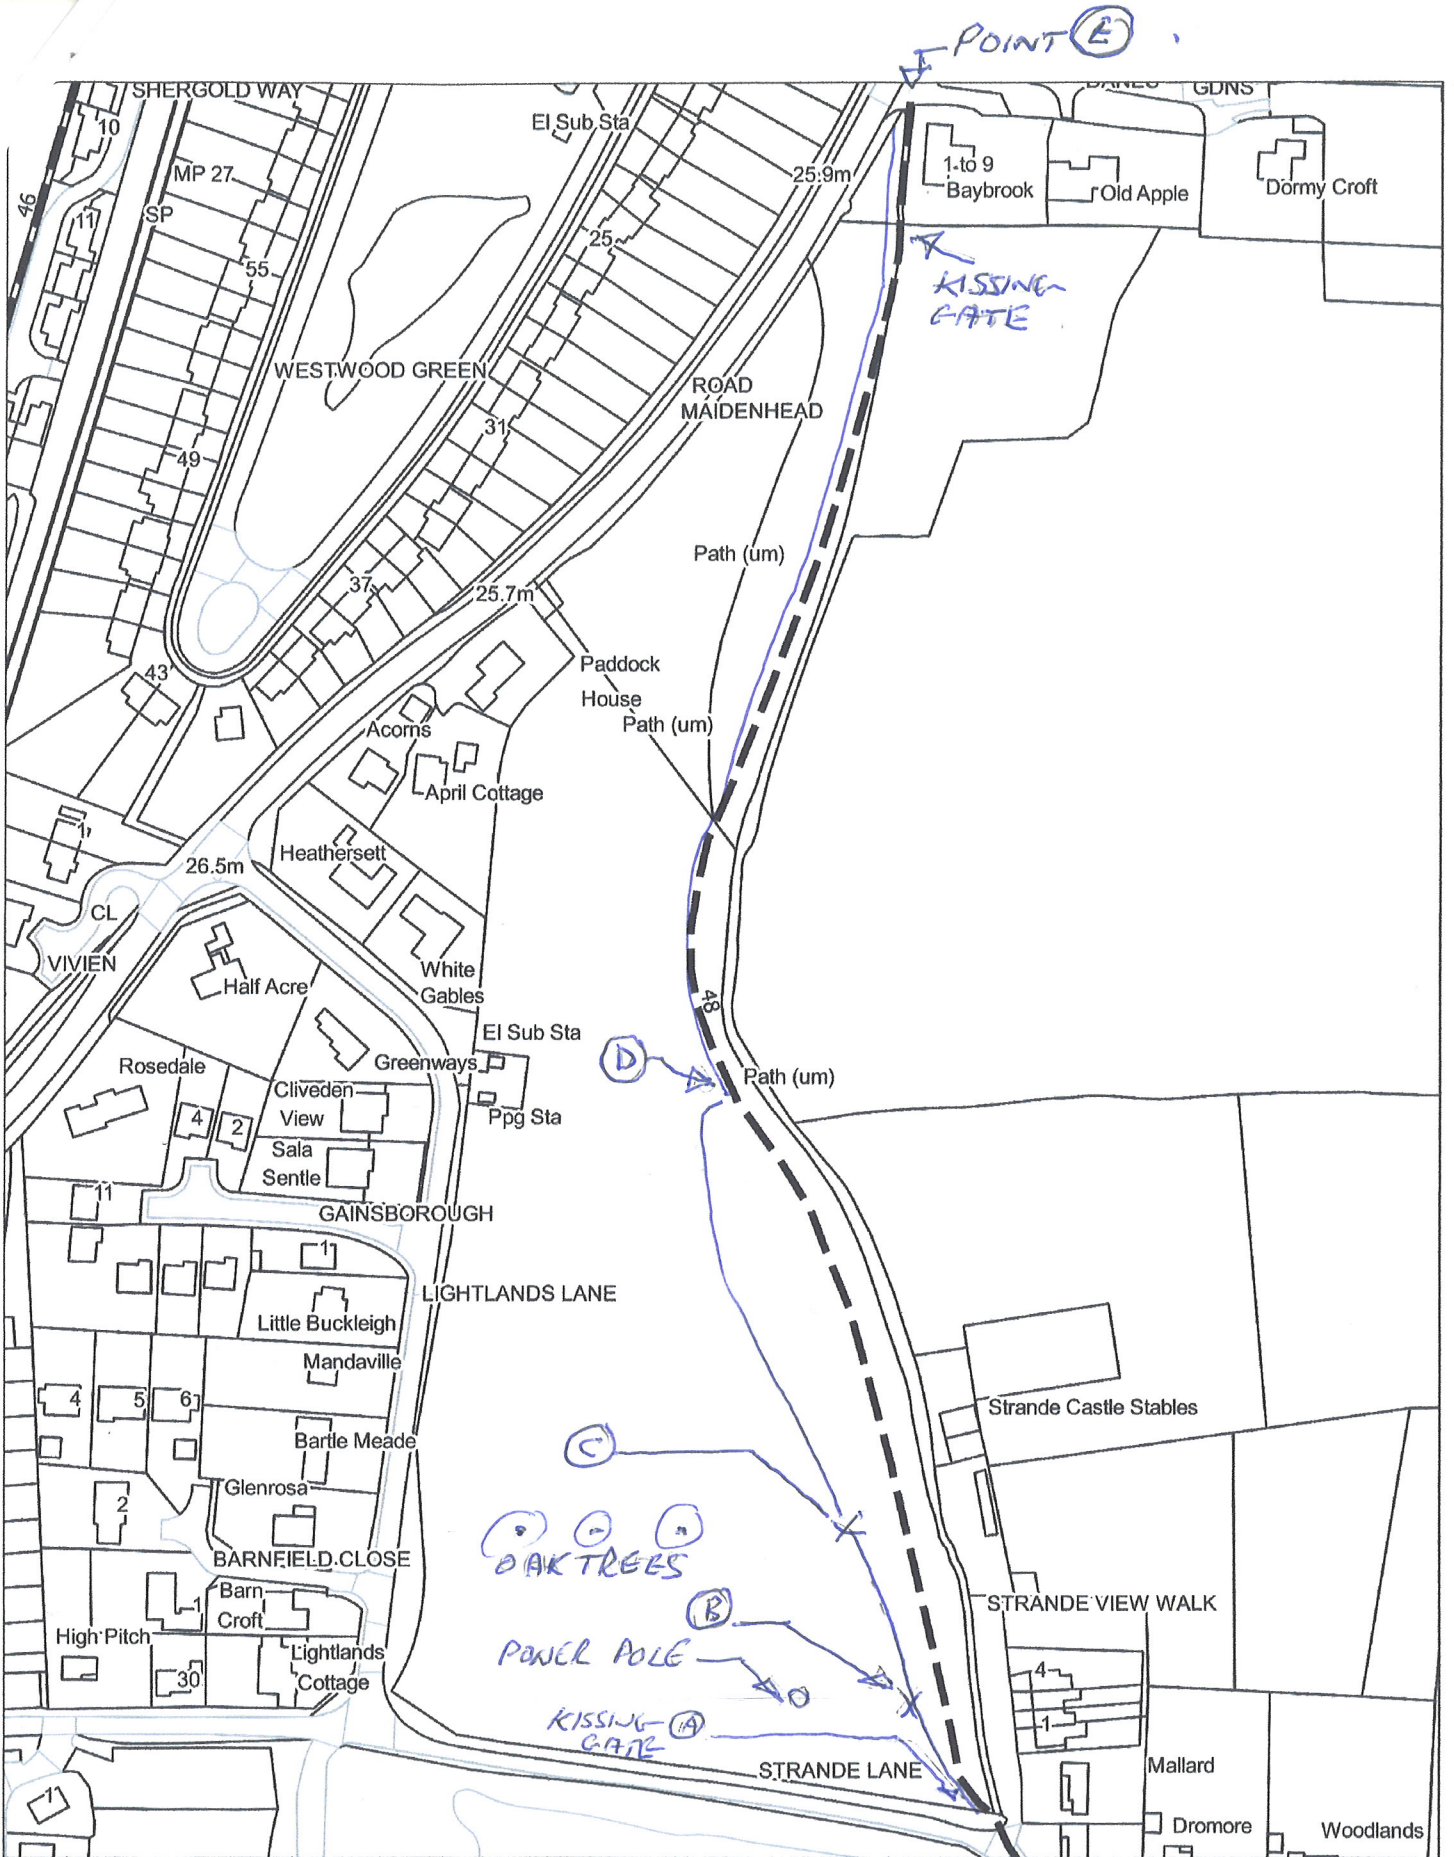 POINT E
SHERGOLD WAY
DANES
GDNS
10
El Sub Sta
MP 27
25.9m
1 to 9
Baybrook
Old Apple
Dormy Croft
46
11
SP
25
55
KISSING
GATE
WESTWOOD GREEN
ROAD
MAIDENHEAD
31
49
Path (um)
37
25.7m
Paddock
House
43
Path (um)
Acorns
April Cottage
1
Heathersett
26.5m
CL
VIVIEN
White
Gables
Half Acre
48
El Sub Sta
D
Path (um)
Rosedale
Greenways
Cliveden
View
Ppg Sta
4
2
Sala
Sentle
11
GAINSBOROUGH
1
LIGHTLANDS LANE
Little Buckleigh
Mandaville
4
5
6
Strande Castle Stables
Bartle Meade
C
Glenrosa
2
OAK TREES
BARNFIELD CLOSE
Barn
Croft
1
B
STRANDE VIEW WALK
High Pitch
POWER POLE
Lightlands
Cottage
30
4
KISSING
GATE
A
1
STRANDE LANE
Mallard
1
Dromore
Woodlands